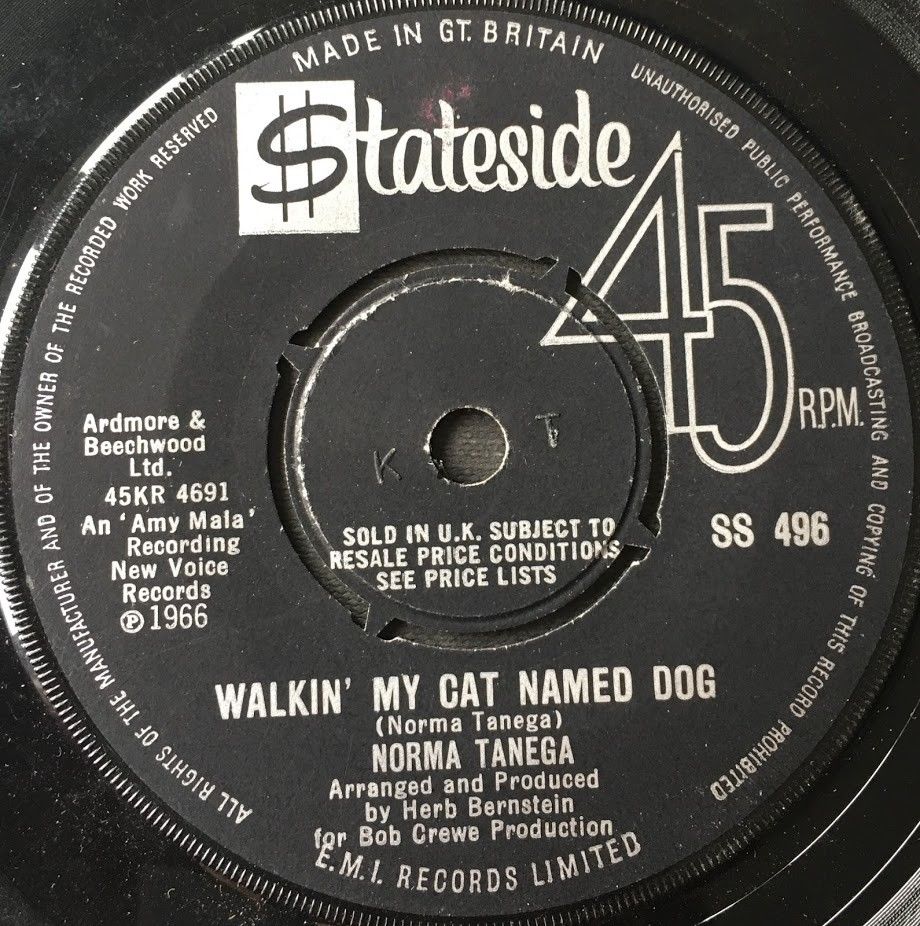 MADE IN GT. BRITAIN
UNAUTHORISED PUBLIC PERFORMANCE BROADCASTING AND COPYING OF THIS RECORD PROHIBITED
ALL RIGHTS OF THE MANUFACTURER AND OF THE OWNER OF THE RECORDED WORK RESERVED
$tateside
45
R.P.M.
Ardmore &
Beechwood
Ltd.
45KR 4691
An 'Amy Mala'
Recording
New Voice
Records
℗ 1966
K T
SOLD IN U.K. SUBJECT TO
RESALE PRICE CONDITIONS
SEE PRICE LISTS
SS 496
WALKIN' MY CAT NAMED DOG
(Norma Tanega)
NORMA TANEGA
Arranged and Produced
by Herb Bernstein
for Bob Crewe Production
E.M.I. RECORDS LIMITED